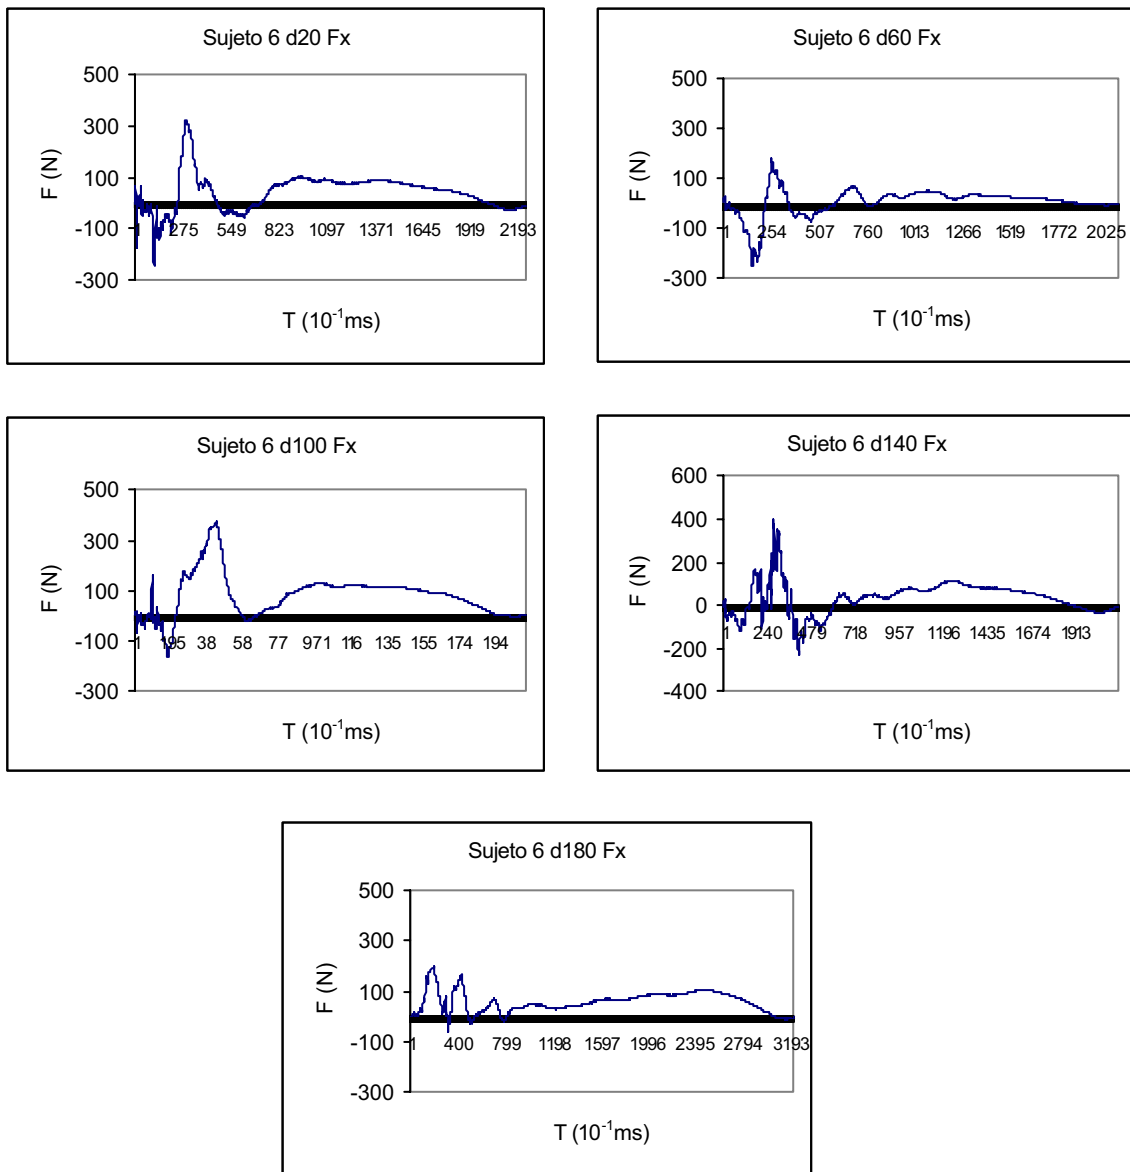 Sujeto 6 d20 Fx
500
300
100
-100
-300
F (N)
1 275 549 823 1097 1371 1645 1919 2193
T (10⁻¹ms)
Sujeto 6 d60 Fx
500
300
100
-100
-300
F (N)
1 254 507 760 1013 1266 1519 1772 2025
T (10⁻¹ms)
Sujeto 6 d100 Fx
500
300
100
-100
-300
F (N)
1 195 38 58 77 971 116 135 155 174 194
T (10⁻¹ms)
Sujeto 6 d140 Fx
600
400
200
0
-200
-400
F (N)
1 240 479 718 957 1196 1435 1674 1913
T (10⁻¹ms)
Sujeto 6 d180 Fx
500
300
100
-100
-300
F (N)
1 400 799 1198 1597 1996 2395 2794 3193
T (10⁻¹ms)